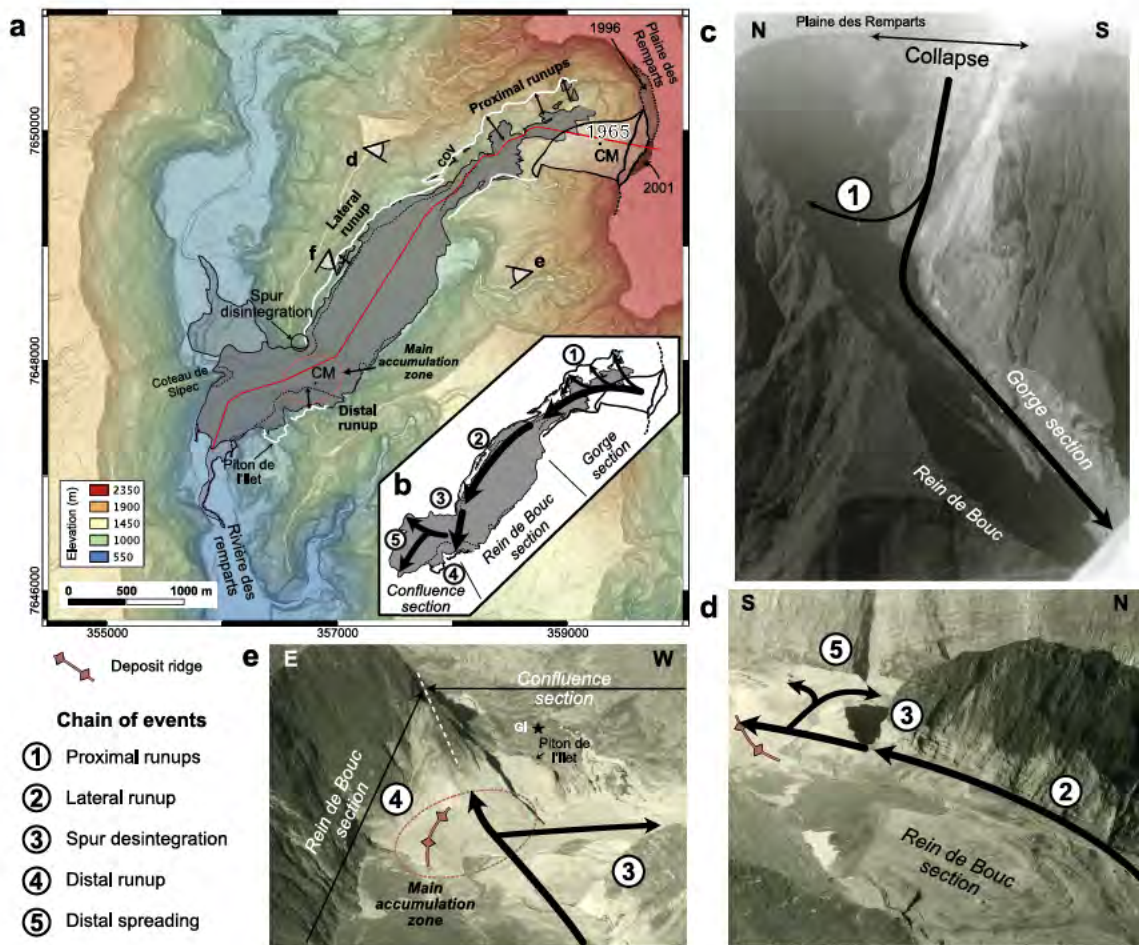 a
1996
Plaine des
Remparts
Proximal runups
1965
CM
2001
COV
d
Lateral
runup
f
e
Spur
disintegration
Coteau de
Sipec
CM
Main
accumulation
zone
Distal
runup
Piton de
l'Ilet
Rivière des
remparts
7650000
7648000
7646000
355000
357000
359000
Elevation (m)
2350
1900
1450
1000
550
0 500 1000 m
b
1
2
3
4
5
Gorge
section
Rein de Bouc
section
Confluence
section
c
N
Plaine des Remparts
S
Collapse
1
Gorge section
Rein de Bouc
d
S
N
5
3
2
Rein de Bouc
section
Deposit ridge
Chain of events
1 Proximal runups
2 Lateral runup
3 Spur desintegration
4 Distal runup
5 Distal spreading
e
E
W
Confluence
section
GI
Piton de
l'Ilet
Rein de Bouc
section
4
3
Main
accumulation
zone